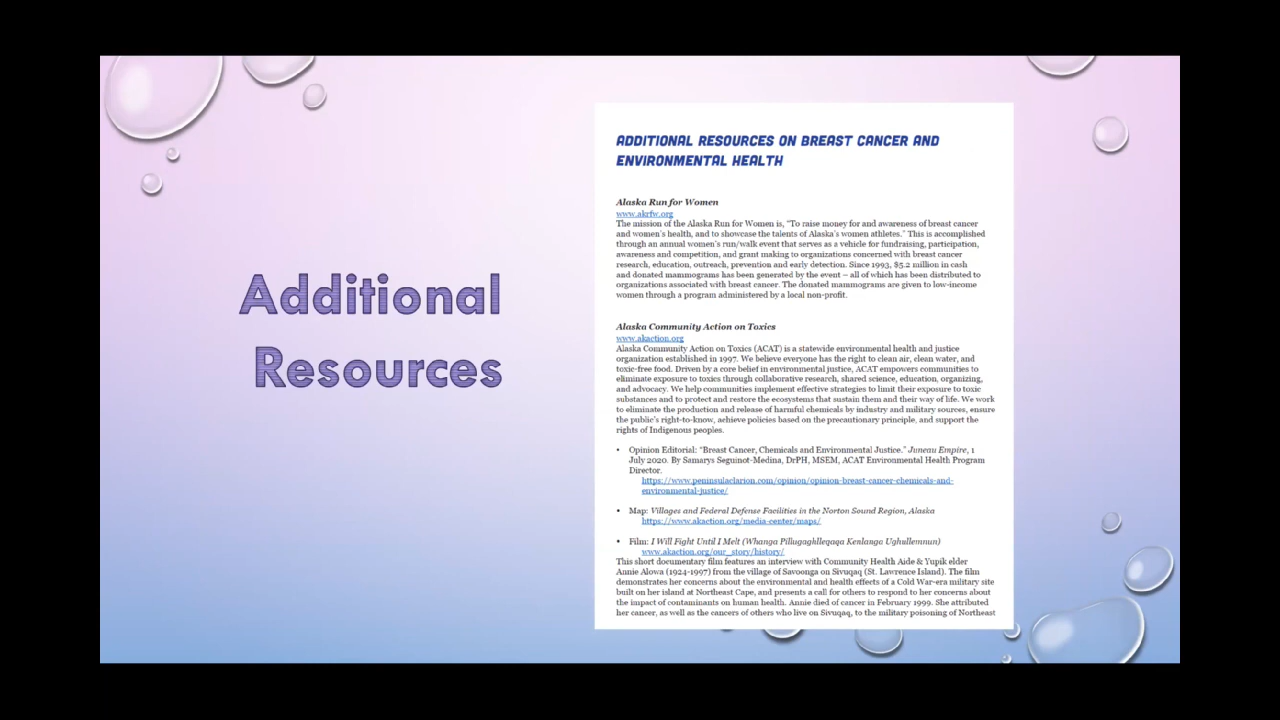 Additional
Resources
ADDITIONAL RESOURCES ON BREAST CANCER AND
ENVIRONMENTAL HEALTH
Alaska Run for Women
www.akrfw.org
The mission of the Alaska Run for Women is, “To raise money for and awareness of breast cancer
and women’s health, and to showcase the talents of Alaska’s women athletes.” This is accomplished
through an annual women’s run/walk event that serves as a vehicle for fundraising, participation,
awareness and competition, and grant making to organizations concerned with breast cancer
research, education, outreach, prevention and early detection. Since 1993, $5.2 million in cash
and donated mammograms has been generated by the event – all of which has been distributed to
organizations associated with breast cancer. The donated mammograms are given to low-income
women through a program administered by a local non-profit.
Alaska Community Action on Toxics
www.akaction.org
Alaska Community Action on Toxics (ACAT) is a statewide environmental health and justice
organization established in 1997. We believe everyone has the right to clean air, clean water, and
toxic-free food. Driven by a core belief in environmental justice, ACAT empowers communities to
eliminate exposure to toxics through collaborative research, shared science, education, organizing,
and advocacy. We help communities implement effective strategies to limit their exposure to toxic
substances and to protect and restore the ecosystems that sustain them and their way of life. We work
to eliminate the production and release of harmful chemicals by industry and military sources, ensure
the public’s right-to-know, achieve policies based on the precautionary principle, and support the
rights of Indigenous peoples.
• Opinion Editorial: “Breast Cancer, Chemicals and Environmental Justice.” Juneau Empire, 1
July 2020. By Samarys Seguinot-Medina, DrPH, MSEM, ACAT Environmental Health Program
Director.
https://www.peninsulaclarion.com/opinion/opinion-breast-cancer-chemicals-and-
environmental-justice/
• Map: Villages and Federal Defense Facilities in the Norton Sound Region, Alaska
https://www.akaction.org/media-center/maps/
• Film: I Will Fight Until I Melt (Whanga Pillugaghlleqaqa Kenlanga Ughullemnun)
www.akaction.org/our_story/history/
This short documentary film features an interview with Community Health Aide & Yupik elder
Annie Alowa (1924-1997) from the village of Savoonga on Sivuqaq (St. Lawrence Island). The film
demonstrates her concerns about the environmental and health effects of a Cold War-era military site
built on her island at Northeast Cape, and presents a call for others to respond to her concerns about
the impact of contaminants on human health. Annie died of cancer in February 1999. She attributed
her cancer, as well as the cancers of others who live on Sivuqaq, to the military poisoning of Northeast